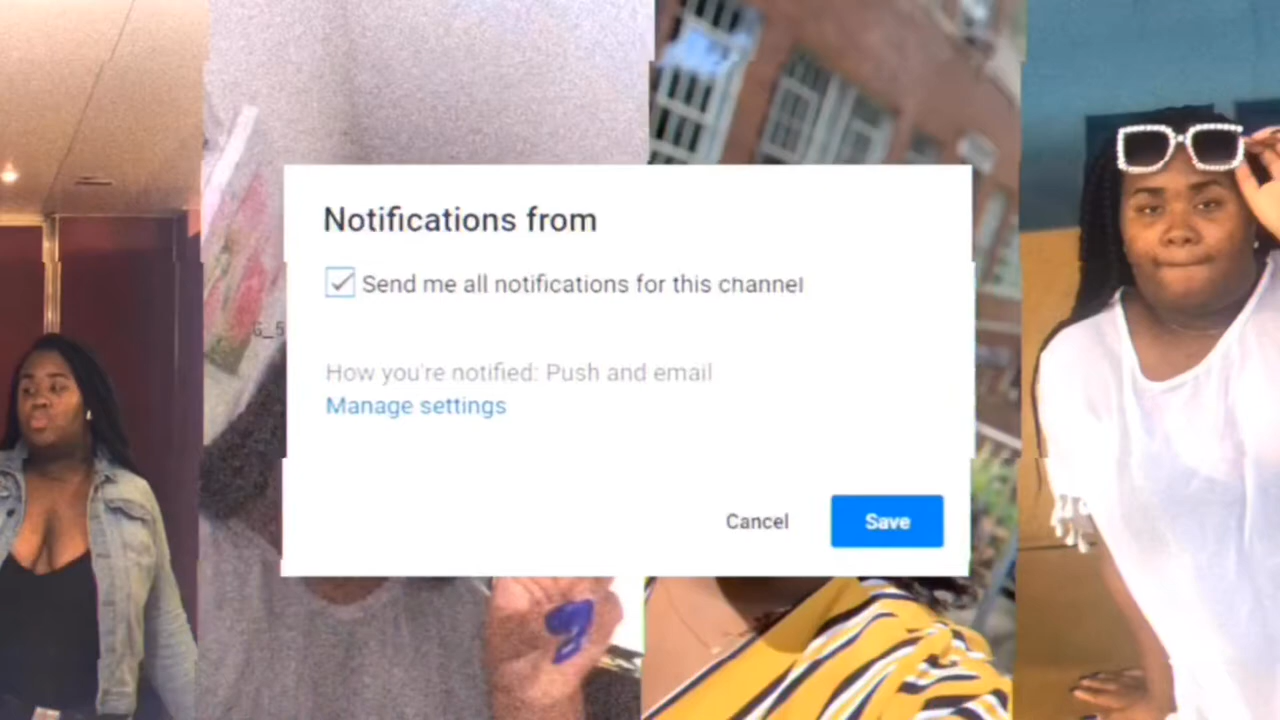 Notifications from
Send me all notifications for this channel
G_5
How you're notified: Push and email
Manage settings
Cancel
Save